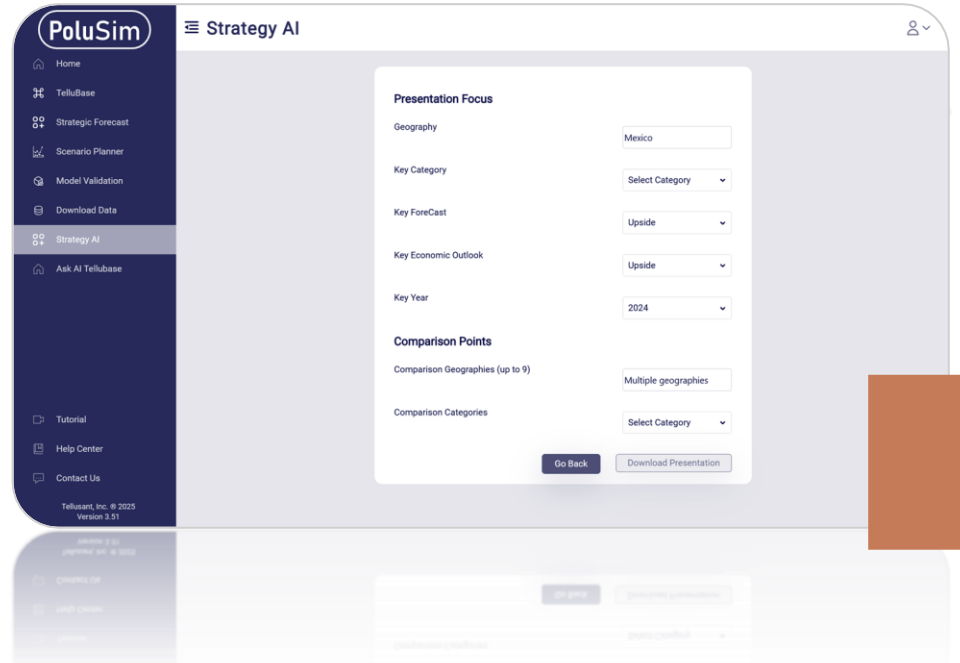 PoluSim
Strategy AI
Home
TelluBase
Strategic Forecast
Scenario Planner
Model Validation
Download Data
Strategy AI
Ask AI Tellubase
Tutorial
Help Center
Contact Us
Tellusant, Inc. ® 2025
Version 3.51
Presentation Focus
Geography
Mexico
Key Category
Select Category
Key ForeCast
Upside
Key Economic Outlook
Upside
Key Year
2024
Comparison Points
Comparison Geographies (up to 9)
Multiple geographies
Comparison Categories
Select Category
Go Back
Download Presentation